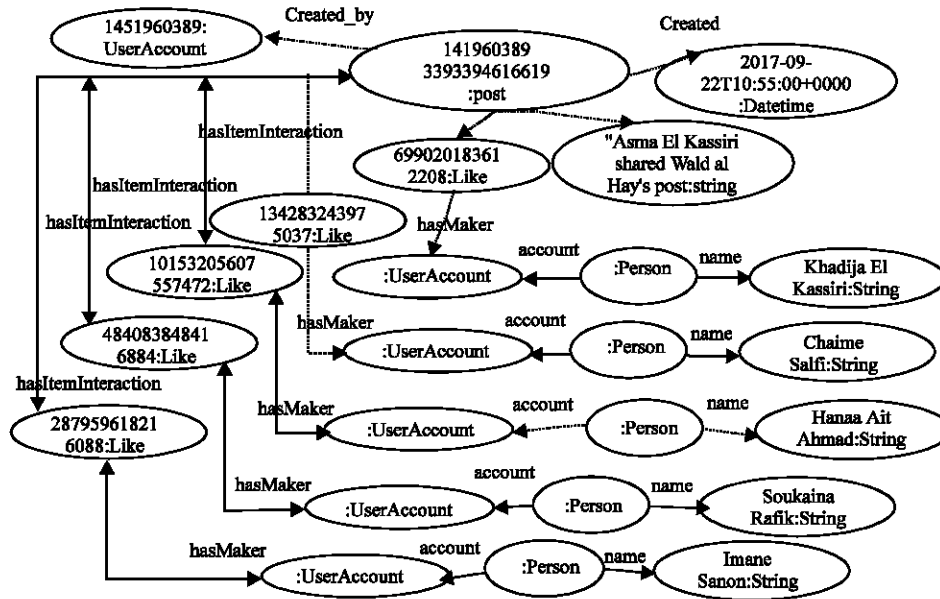 Created_by
1451960389:
UserAccount
141960389
3393394616619
:post
Created
2017-09-
22T10:55:00+0000
:Datetime
hasItemInteraction
69902018361
2208:Like
"Asma El Kassiri
shared Wald al
Hay's post:string
hasItemInteraction
hasItemInteraction
13428324397
5037:Like
hasMaker
10153205607
557472:Like
:UserAccount
account
:Person
name
Khadija El
Kassiri:String
48408384841
6884:Like
hasMaker
:UserAccount
account
:Person
name
Chaime
Salfi:String
hasItemInteraction
28795961821
6088:Like
hasMaker
:UserAccount
account
:Person
name
Hanaa Ait
Ahmad:String
hasMaker
:UserAccount
account
:Person
name
Soukaina
Rafik:String
hasMaker
:UserAccount
account
:Person
name
Imane
Sanon:String